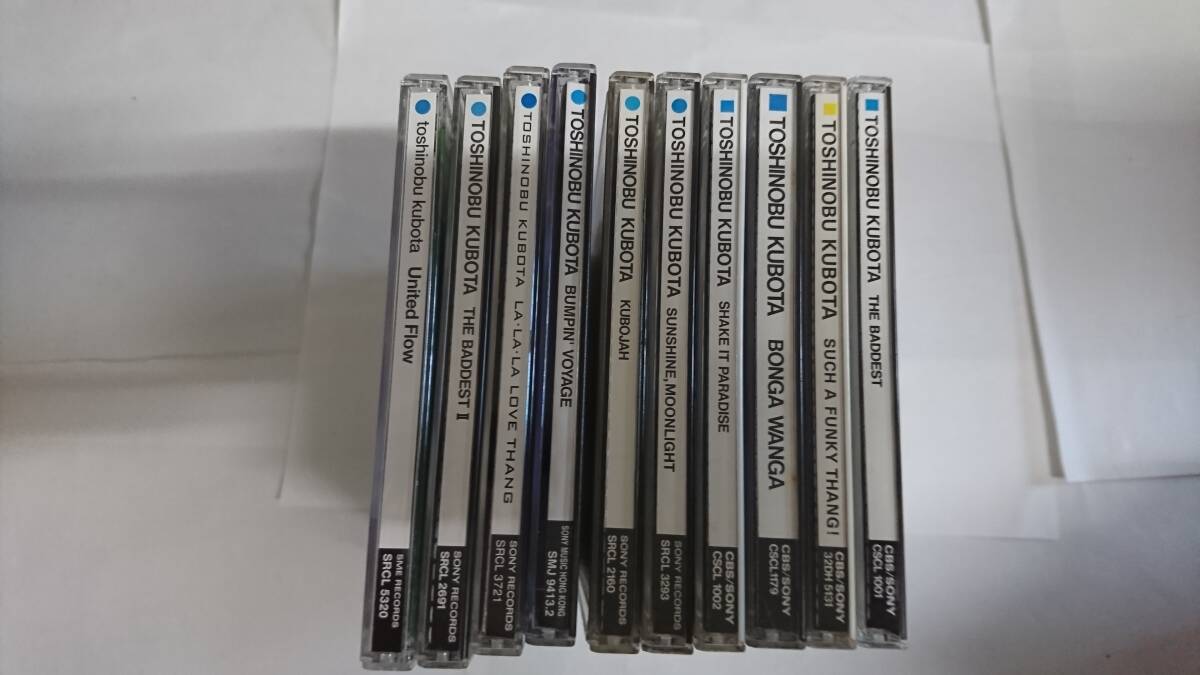 toshinobu kubota United Flow
SME RECORDS
SRCL 5320
TOSHINOBU KUBOTA THE BADDEST II
SONY RECORDS
SRCL 2691
TOSHINOBU KUBOTA LA・LA・LA LOVE THANG
SONY RECORDS
SRCL 3721
TOSHINOBU KUBOTA BUMPIN' VOYAGE
SONY MUSIC HONG KONG
SMJ 9413.2
TOSHINOBU KUBOTA KUBOJAH
SONY RECORDS
SRCL 2160
TOSHINOBU KUBOTA SUNSHINE, MOONLIGHT
SONY RECORDS
SRCL 3293
TOSHINOBU KUBOTA SHAKE IT PARADISE
CBS/SONY
CSCL 1002
TOSHINOBU KUBOTA BONGA WANGA
CBS/SONY
CSCL 1179
TOSHINOBU KUBOTA SUCH A FUNKY THANG!
CBS/SONY
32DH 5131
TOSHINOBU KUBOTA THE BADDEST
CBS/SONY
CSCL 1001